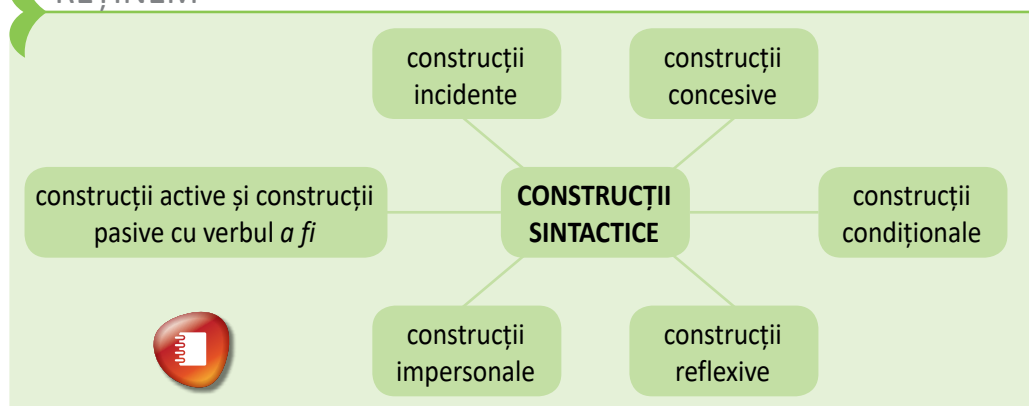 REȚINEM
construcții
incidente
construcții
concesive
construcții active și construcții
pasive cu verbul a fi
CONSTRUCȚII
SINTACTICE
construcții
condiționale
construcții
impersonale
construcții
reflexive